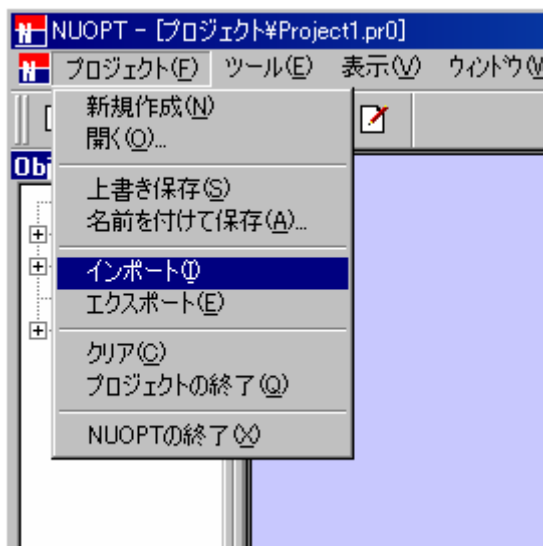 NUOPT - [プロジェクト¥Project1.pr0]
プロジェクト(F) ツール(E) 表示(V) ウィンドウ(W
新規作成(N)
開く(O)...
Obj
上書き保存(S)
名前を付けて保存(A)...
インポート(I)
エクスポート(E)
クリア(C)
プロジェクトの終了(Q)
NUOPTの終了(X)